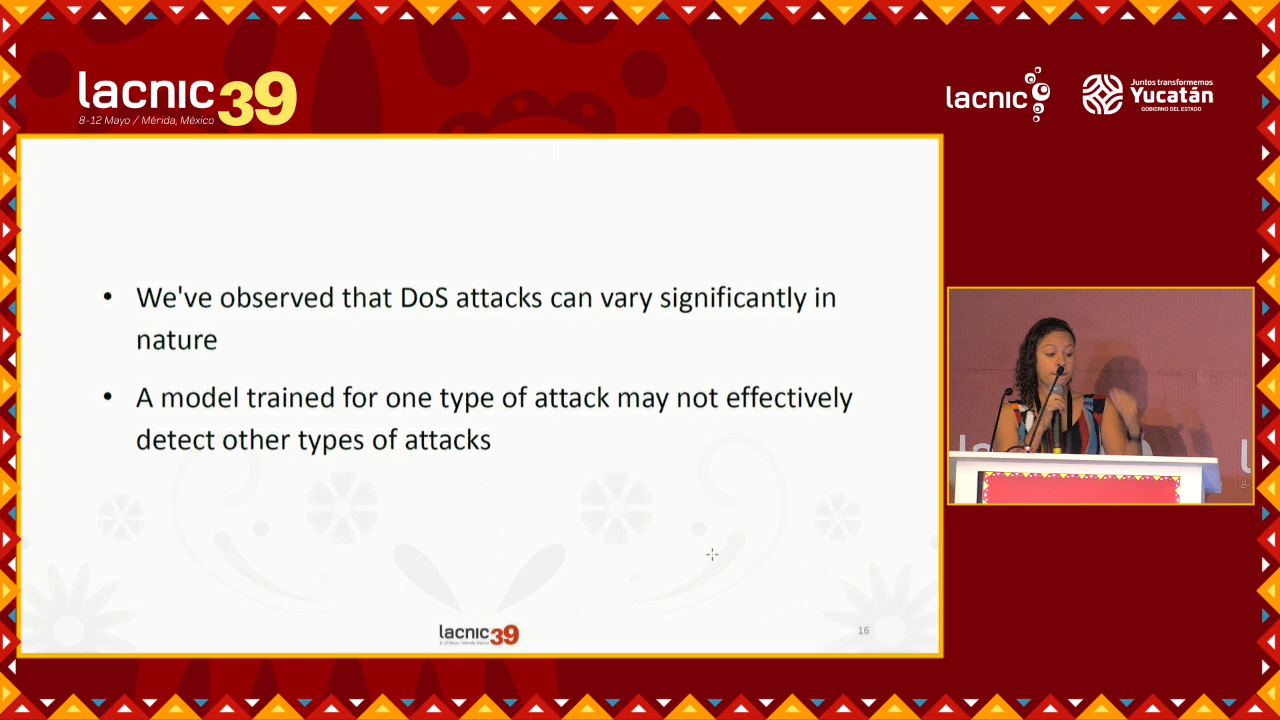 lacnic39
8-12 Mayo / Mérida, México
lacnic
Juntos transformemos
Yucatán
GOBIERNO DEL ESTADO
• We've observed that DoS attacks can vary significantly in
nature
• A model trained for one type of attack may not effectively
detect other types of attacks
lacnic39
16